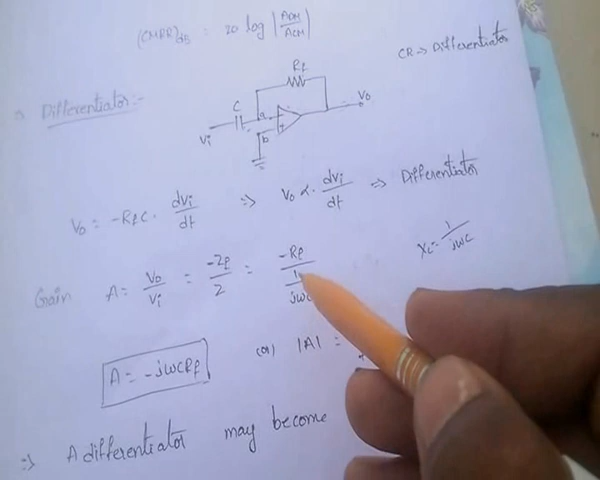 (CMRR)dB = 20 log |ADM/ACM|
Differentiator:-
CR => Differentiator
Rf
C
a
b
Vi
Vo
Vo = -RfC . dVi/dt => Vo α . dVi/dt => Differentiator
Gain A = Vo/Vi = -Zf/Z = -Rf/(1/jωC)
Xc = 1/jωC
A = -jωCRf
(or) |A| =
=> A differentiator may become